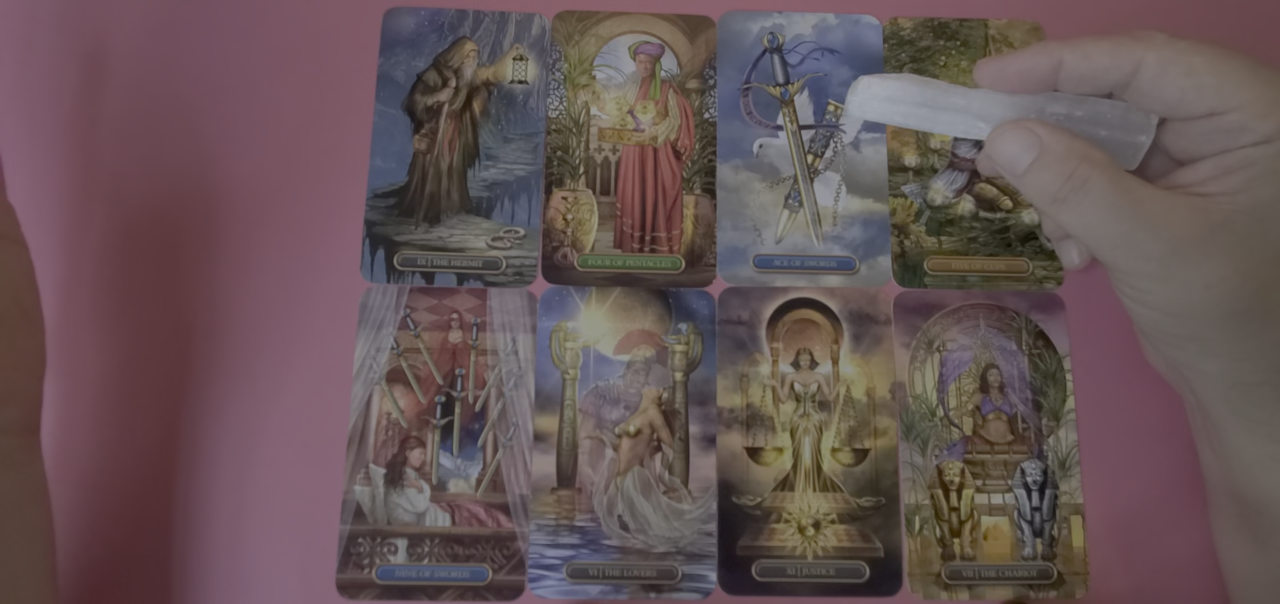 IX | THE HERMIT
FOUR OF PENTACLES
ACE OF SWORDS
NINE OF SWORDS
VI | THE LOVERS
XI | JUSTICE
VII | THE CHARIOT